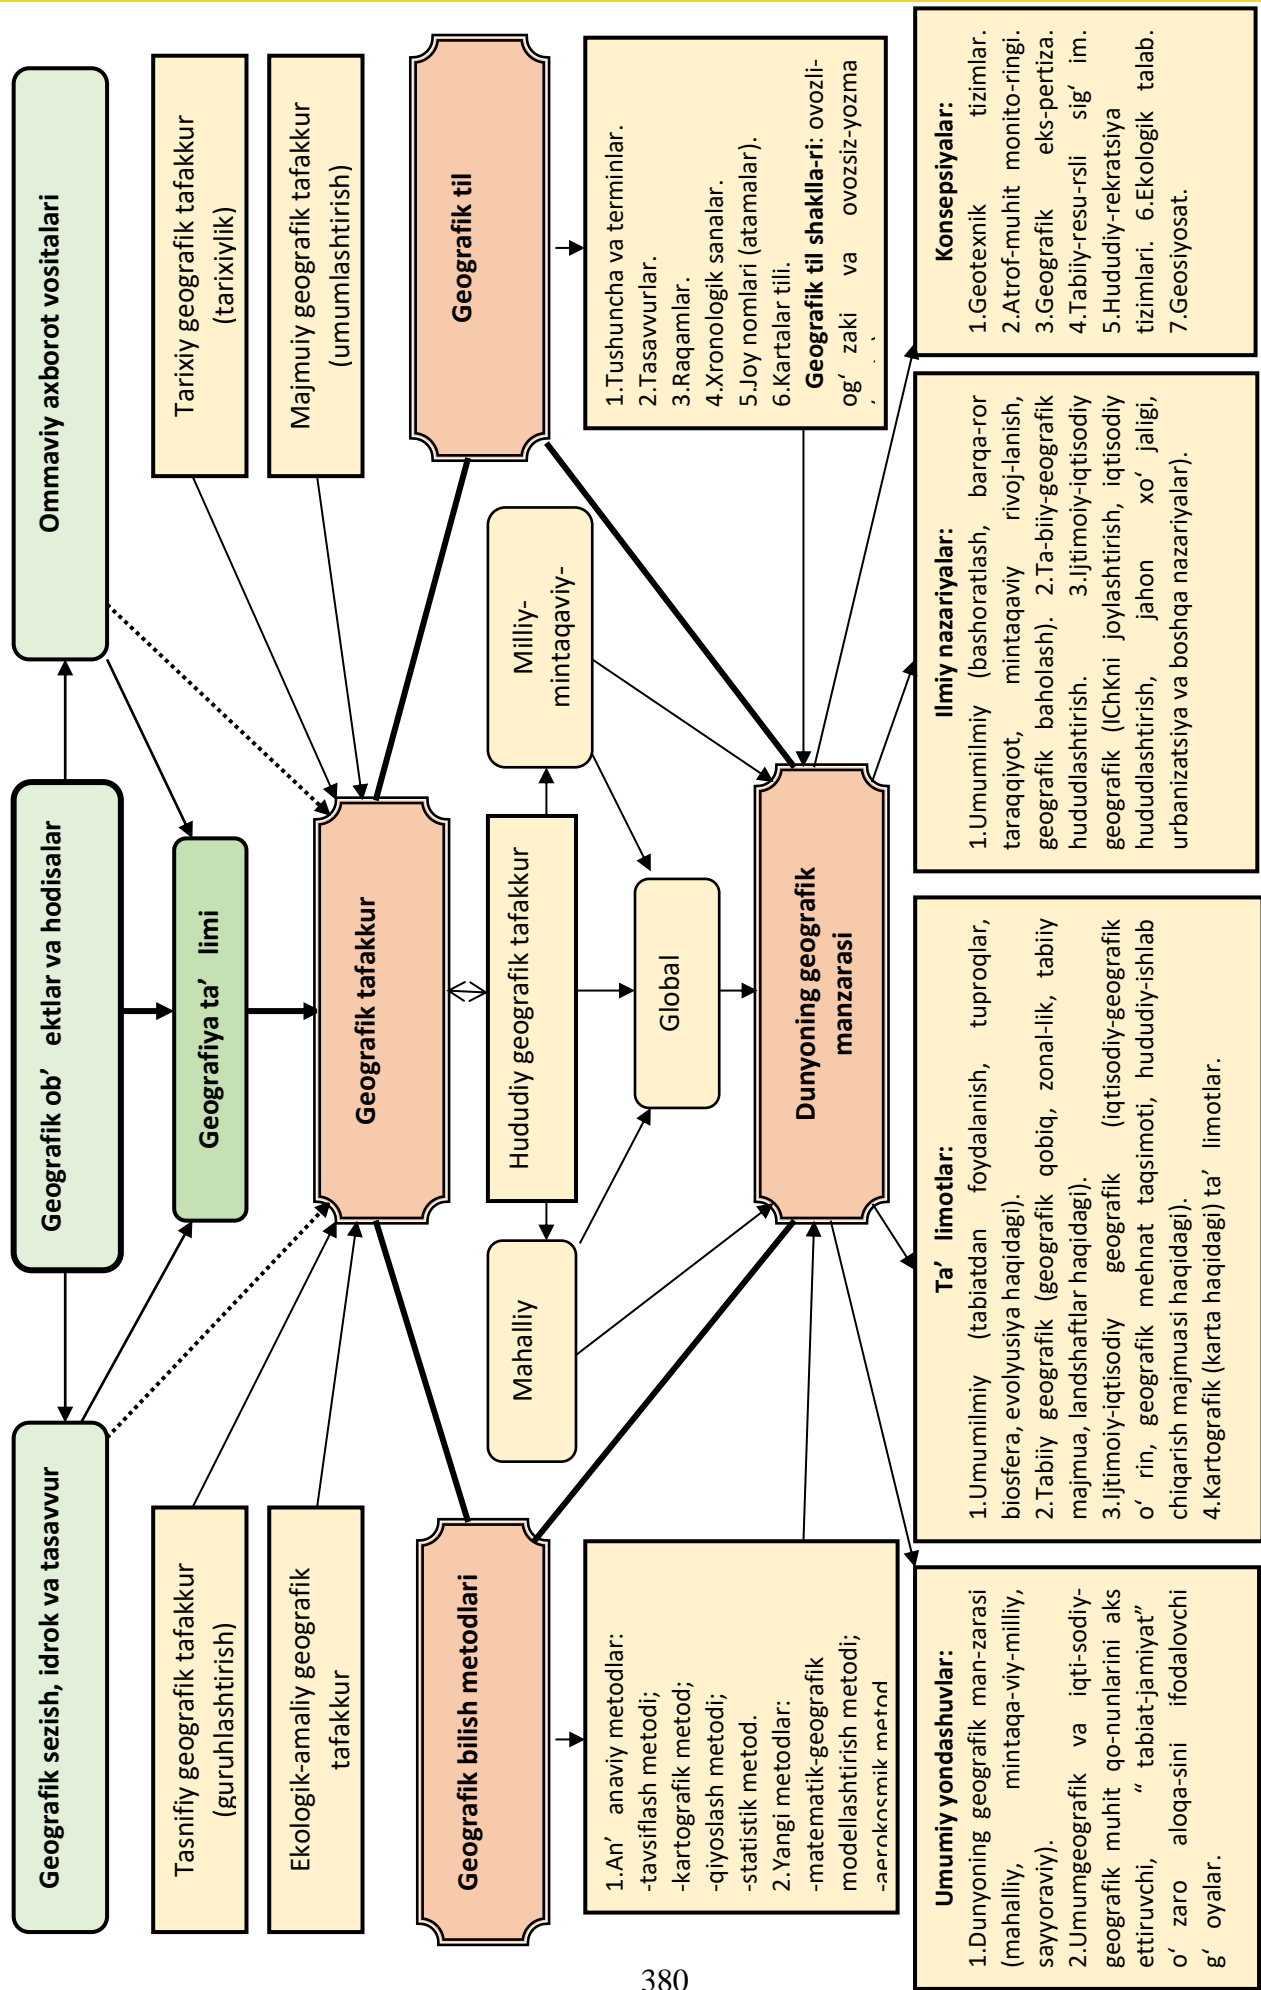 Geografik sezish, idrok va tasavvur
Geografik ob’ ektlar va hodisalar
Ommaviy axborot vositalari
Geografiya ta’ limi
Tasnifiy geografik tafakkur
(guruhlashtirish)
Ekologik-amaliy geografik
tafakkur
Tarixiy geografik tafakkur
(tarixiylik)
Majmuiy geografik tafakkur
(umumlashtirish)
Geografik tafakkur
Geografik bilish metodlari
Geografik til
Hududiy geografik tafakkur
Mahalliy
Milliy-
mintaqaviy-
Global
1.An’ anaviy metodlar:
-tavsiflash metodi;
-kartografik metod;
-qiyoslash metodi;
-statistik metod.
2.Yangi metodlar:
-matematik-geografik
modellashtirish metodi;
-aerokosmik metod
Dunyoning geografik
manzarasi
1.Tushuncha va terminlar.
2.Tasavvurlar.
3.Raqamlar.
4.Xronologik sanalar.
5.Joy nomlari (atamalar).
6.Kartalar tili.
Geografik til shaklla-ri: ovozli-
og‘ zaki va ovozsiz-yozma
Umumiy yondashuvlar:
1.Dunyoning geografik man-zarasi
(mahalliy, mintaqa-viy-milliy,
sayyoraviy).
2.Umumgeografik va iqti-sodiy-
geografik muhit qo-nunlarini aks
ettiruvchi, “ tabiat-jamiyat”
o‘ zaro aloqa-sini ifodalovchi
g‘ oyalar.
Ta’ limotlar:
1.Umumilmiy (tabiatdan foydalanish, tuproqlar,
biosfera, evolyusiya haqidagi).
2.Tabiiy geografik (geografik qobiq, zonal-lik, tabiiy
majmua, landshaftlar haqidagi).
3.Ijtimoiy-iqtisodiy geografik (iqtisodiy-geografik
o‘ rin, geografik mehnat taqsimoti, hududiy-ishlab
chiqarish majmuasi haqidagi).
4.Kartografik (karta haqidagi) ta’ limotlar.
Ilmiy nazariyalar:
1.Umumilmiy (bashoratlash, barqa-ror
taraqqiyot, mintaqaviy rivoj-lanish,
geografik baholash). 2.Ta-biiy-geografik
hududlashtirish. 3.Ijtimoiy-iqtisodiy
geografik (IChKni joylashtirish, iqtisodiy
hududlashtirish, jahon xo‘ jaligi,
urbanizatsiya va boshqa nazariyalar).
Konsepsiyalar:
1.Geotexnik tizimlar.
2.Atrof-muhit monito-ringi.
3.Geografik eks-pertiza.
4.Tabiiy-resu-rsli sig‘ im.
5.Hududiy-rekratsiya
tizimlari. 6.Ekologik talab.
7.Geosiyosat.
380